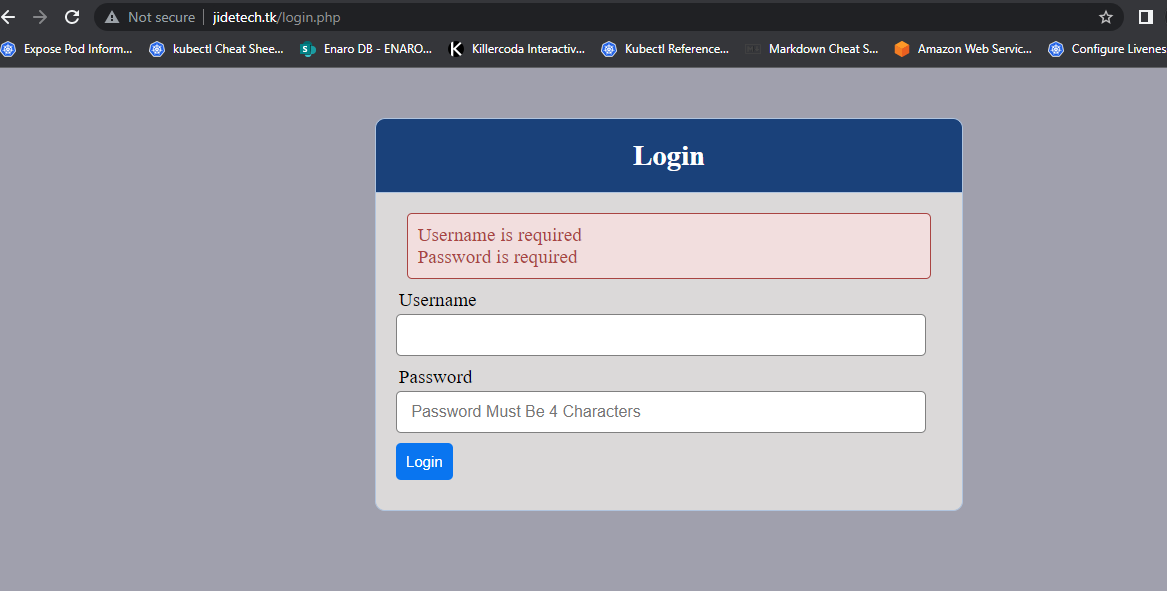 Not secure jidetech.tk/login.php
Expose Pod Inform... kubectl Cheat Shee... Enaro DB - ENARO... Killercoda Interactiv... Kubectl Reference... Markdown Cheat S... Amazon Web Servic... Configure Livenes
Login
Username is required
Password is required
Username
Password
Password Must Be 4 Characters
Login